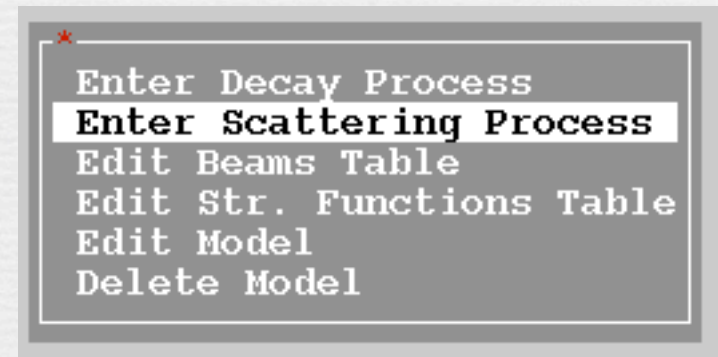 *
Enter Decay Process
Enter Scattering Process
Edit Beams Table
Edit Str. Functions Table
Edit Model
Delete Model